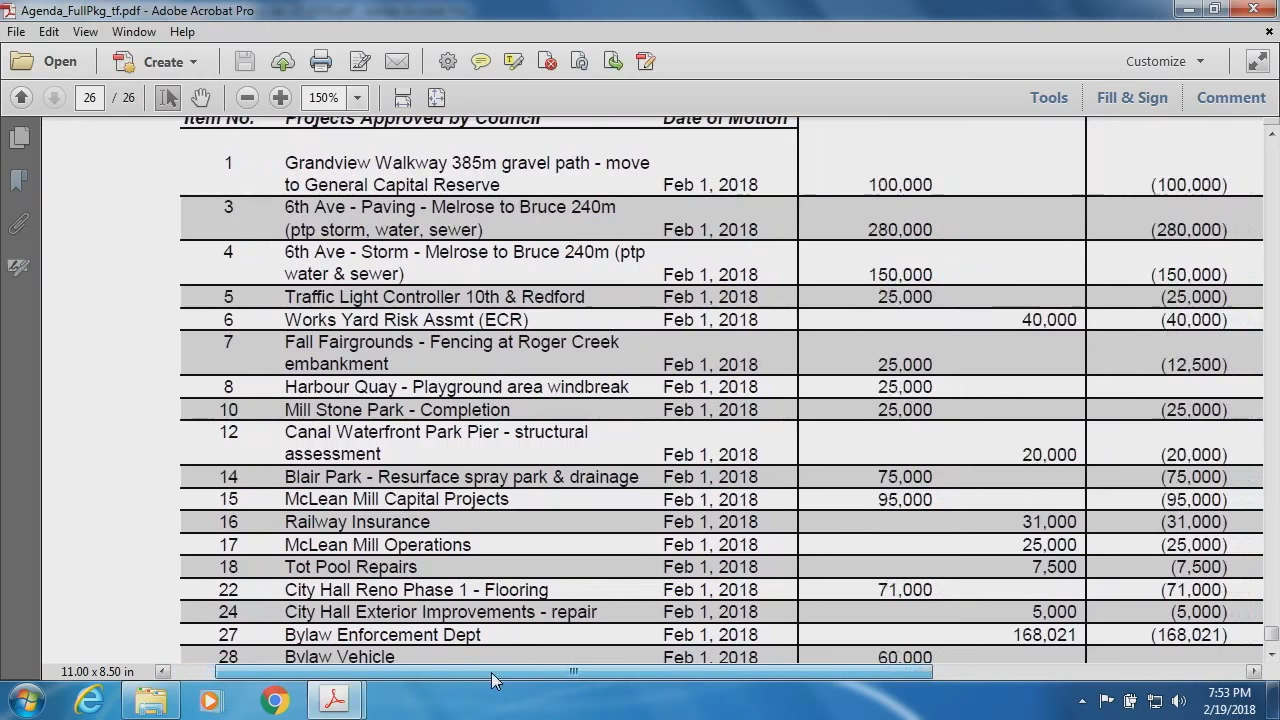 Agenda_FullPkg_tf.pdf - Adobe Acrobat Pro
File Edit View Window Help
Open Create Customize
26 / 26 150% Tools Fill & Sign Comment
Item No. Projects Approved by Council Date of Motion
1 Grandview Walkway 385m gravel path - move
to General Capital Reserve Feb 1, 2018 100,000 (100,000)
3 6th Ave - Paving - Melrose to Bruce 240m
(ptp storm, water, sewer) Feb 1, 2018 280,000 (280,000)
4 6th Ave - Storm - Melrose to Bruce 240m (ptp
water & sewer) Feb 1, 2018 150,000 (150,000)
5 Traffic Light Controller 10th & Redford Feb 1, 2018 25,000 (25,000)
6 Works Yard Risk Assmt (ECR) Feb 1, 2018 40,000 (40,000)
7 Fall Fairgrounds - Fencing at Roger Creek
embankment Feb 1, 2018 25,000 (12,500)
8 Harbour Quay - Playground area windbreak Feb 1, 2018 25,000
10 Mill Stone Park - Completion Feb 1, 2018 25,000 (25,000)
12 Canal Waterfront Park Pier - structural
assessment Feb 1, 2018 20,000 (20,000)
14 Blair Park - Resurface spray park & drainage Feb 1, 2018 75,000 (75,000)
15 McLean Mill Capital Projects Feb 1, 2018 95,000 (95,000)
16 Railway Insurance Feb 1, 2018 31,000 (31,000)
17 McLean Mill Operations Feb 1, 2018 25,000 (25,000)
18 Tot Pool Repairs Feb 1, 2018 7,500 (7,500)
22 City Hall Reno Phase 1 - Flooring Feb 1, 2018 71,000 (71,000)
24 City Hall Exterior Improvements - repair Feb 1, 2018 5,000 (5,000)
27 Bylaw Enforcement Dept Feb 1, 2018 168,021 (168,021)
28 Bylaw Vehicle Feb 1, 2018 60,000
11.00 x 8.50 in
7:53 PM
2/19/2018